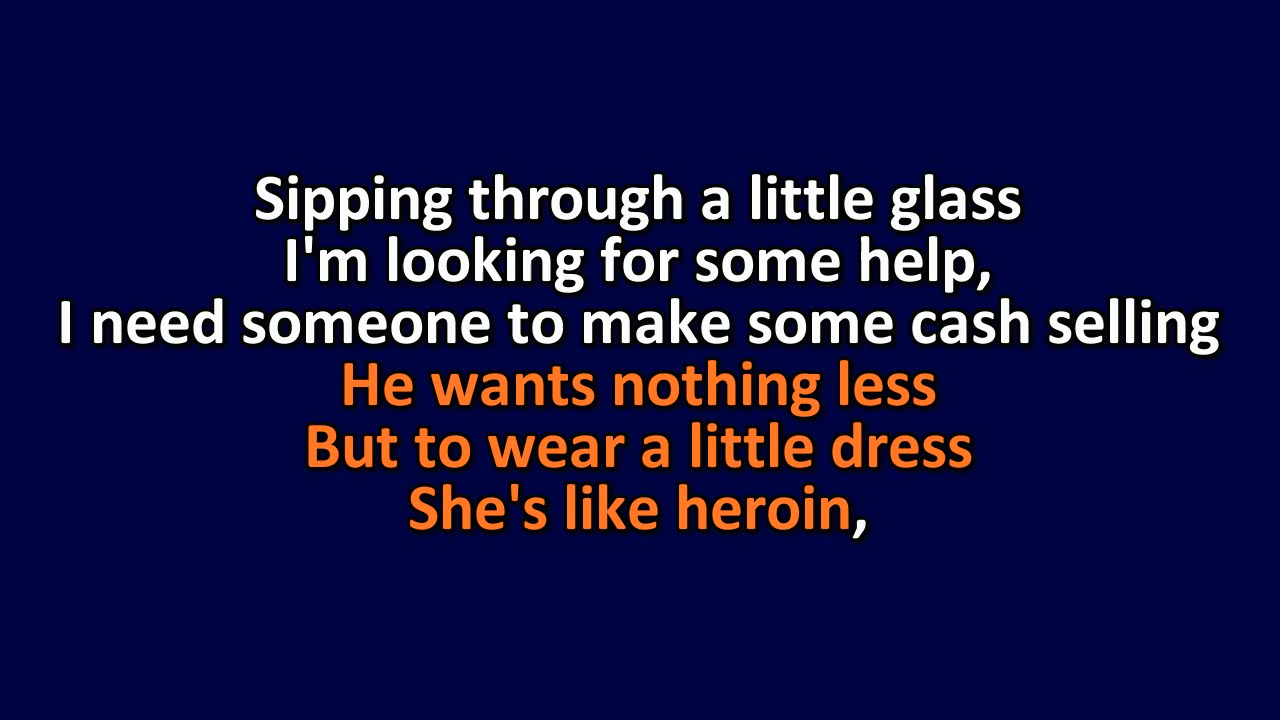 Sipping through a little glass
I'm looking for some help,
I need someone to make some cash selling
He wants nothing less
But to wear a little dress
She's like heroin,